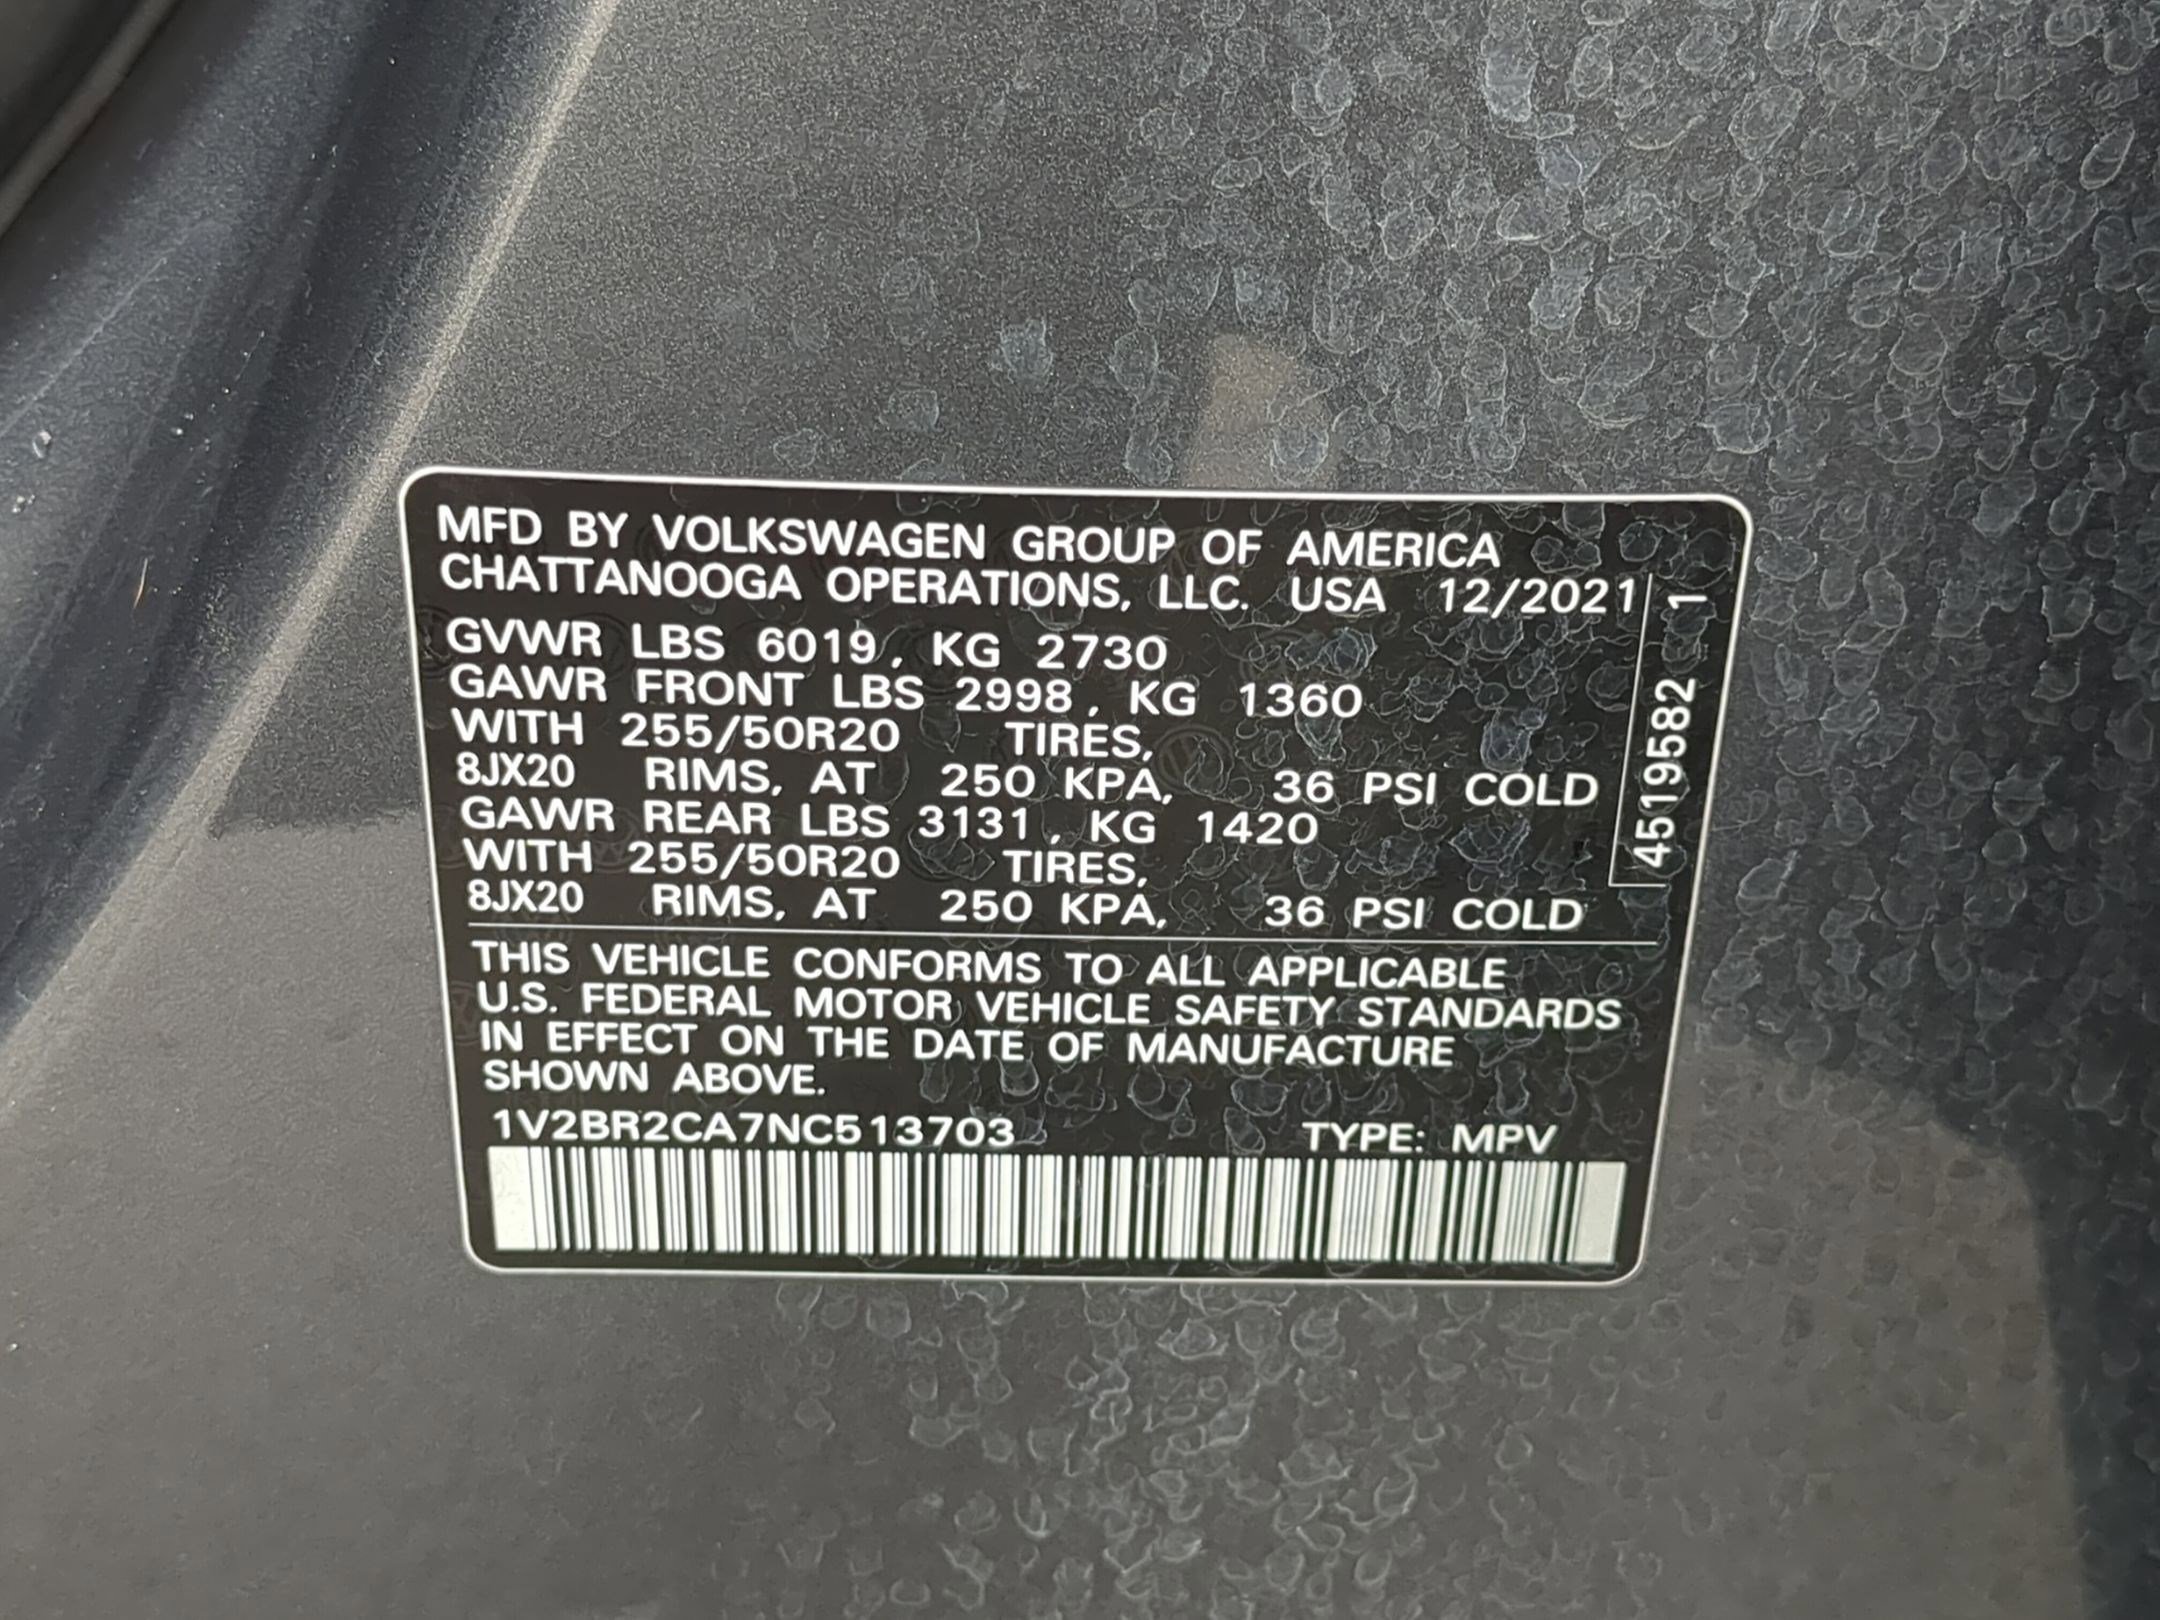 MFD BY VOLKSWAGEN GROUP OF AMERICA
CHATTANOOGA OPERATIONS, LLC. USA 12/2021
GVWR LBS 6019, KG 2730
GAWR FRONT LBS 2998, KG 1360
WITH 255/50R20 TIRES,
8JX20 RIMS, AT 250 KPA, 36 PSI COLD
GAWR REAR LBS 3131, KG 1420
WITH 255/50R20 TIRES,
8JX20 RIMS, AT 250 KPA, 36 PSI COLD
4519582 1
THIS VEHICLE CONFORMS TO ALL APPLICABLE
U.S. FEDERAL MOTOR VEHICLE SAFETY STANDARDS
IN EFFECT ON THE DATE OF MANUFACTURE
SHOWN ABOVE.
1V2BR2CA7NC513703 TYPE: MPV